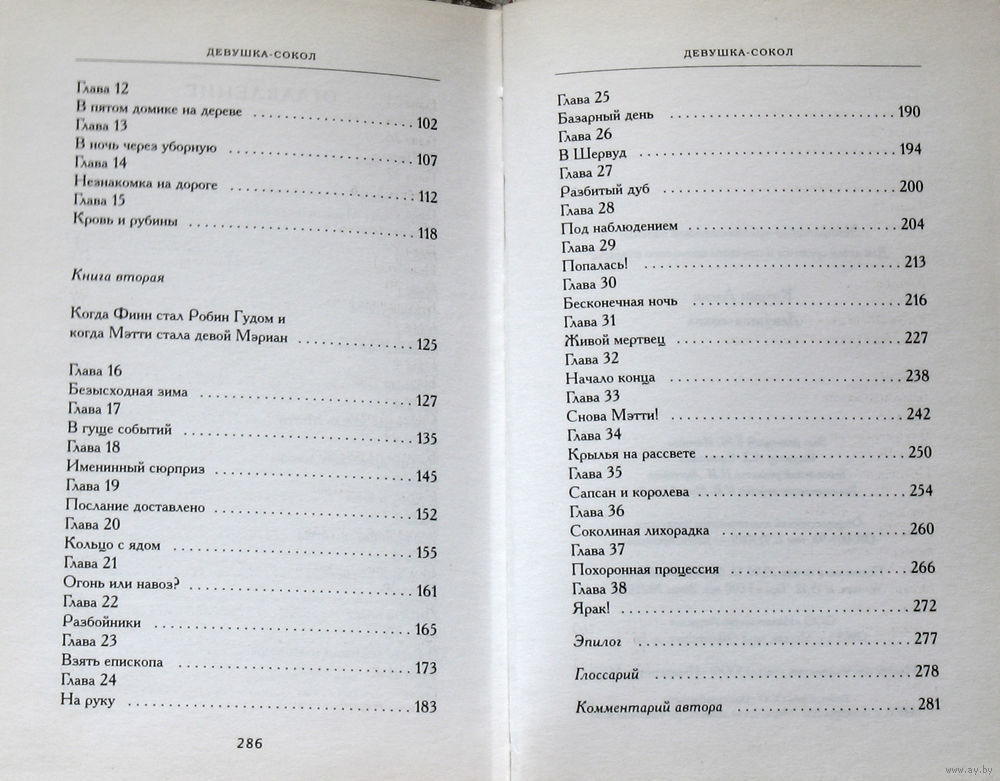 ДЕВУШКА-СОКОЛ
Глава 12
В пятом домике на дереве ........ 102
Глава 13
В ночь через уборную ........ 107
Глава 14
Незнакомка на дороге ........ 112
Глава 15
Кровь и рубины ........ 118
Книга вторая
Когда Финн стал Робин Гудом и
когда Мэтти стала девой Мэриан ........ 125
Глава 16
Безысходная зима ........ 127
Глава 17
В гуще событий ........ 135
Глава 18
Именинный сюрприз ........ 145
Глава 19
Послание доставлено ........ 152
Глава 20
Кольцо с ядом ........ 155
Глава 21
Огонь или навоз? ........ 161
Глава 22
Разбойники ........ 165
Глава 23
Взять епископа ........ 173
Глава 24
На руку ........ 183
286
ДЕВУШКА-СОКОЛ
Глава 25
Базарный день ........ 190
Глава 26
В Шервуд ........ 194
Глава 27
Разбитый дуб ........ 200
Глава 28
Под наблюдением ........ 204
Глава 29
Попалась! ........ 213
Глава 30
Бесконечная ночь ........ 216
Глава 31
Живой мертвец ........ 227
Глава 32
Начало конца ........ 238
Глава 33
Снова Мэтти! ........ 242
Глава 34
Крылья на рассвете ........ 250
Глава 35
Сапсан и королева ........ 254
Глава 36
Соколиная лихорадка ........ 260
Глава 37
Похоронная процессия ........ 266
Глава 38
Ярак! ........ 272
Эпилог ........ 277
Глоссарий ........ 278
Комментарий автора ........ 281
www.ay.by